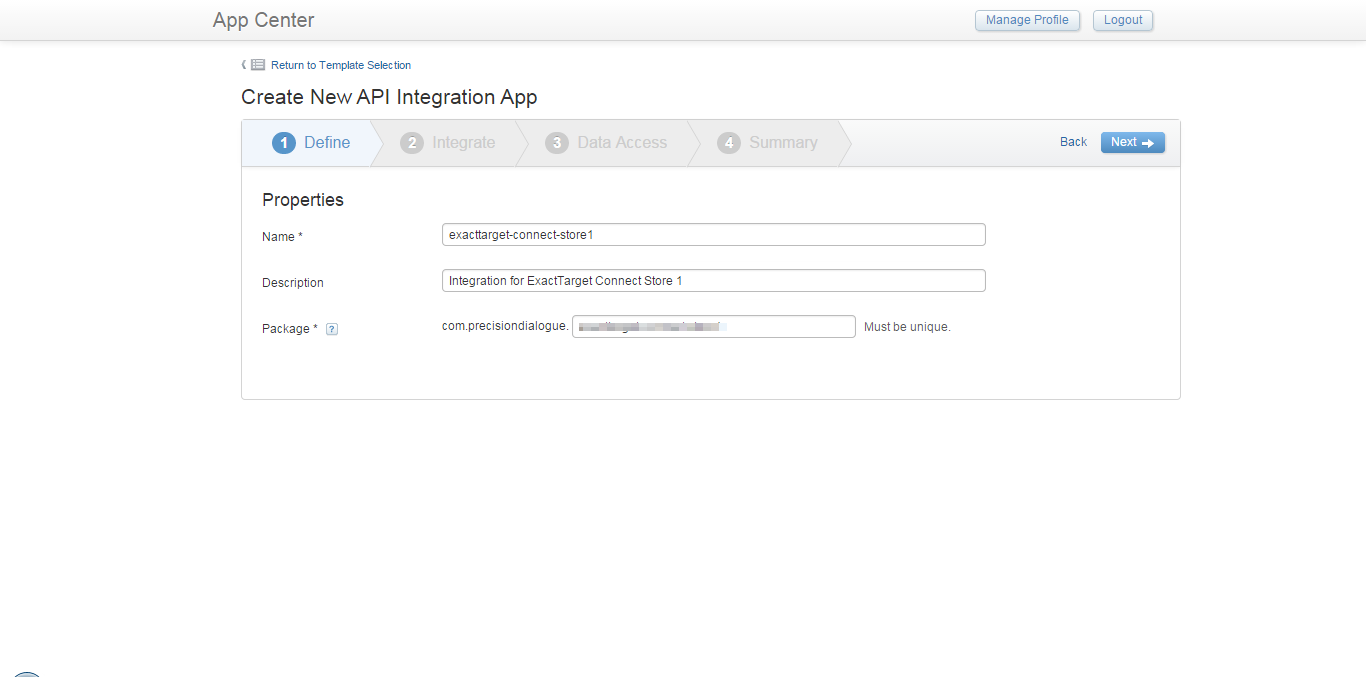 App Center
Manage Profile
Logout
Return to Template Selection
Create New API Integration App
1 Define
2 Integrate
3 Data Access
4 Summary
Back
Next
Properties
Name *
exacttarget-connect-store1
Description
Integration for ExactTarget Connect Store 1
Package * ?
com.precisiondialogue.
Must be unique.